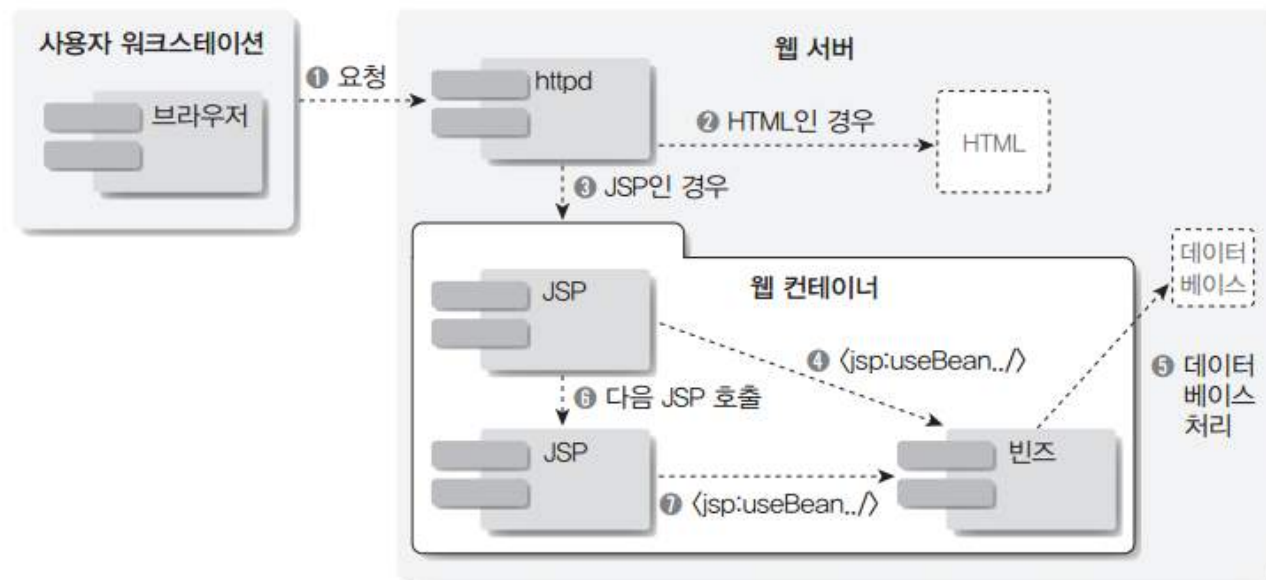 사용자 워크스테이션
브라우저
❶ 요청
웹 서버
httpd
❷ HTML인 경우
HTML
❸ JSP인 경우
웹 컨테이너
JSP
❹ 〈jsp:useBean../〉
데이터
베이스
❺ 데이터
베이스
처리
❻ 다음 JSP 호출
JSP
❼ 〈jsp:useBean../〉
빈즈